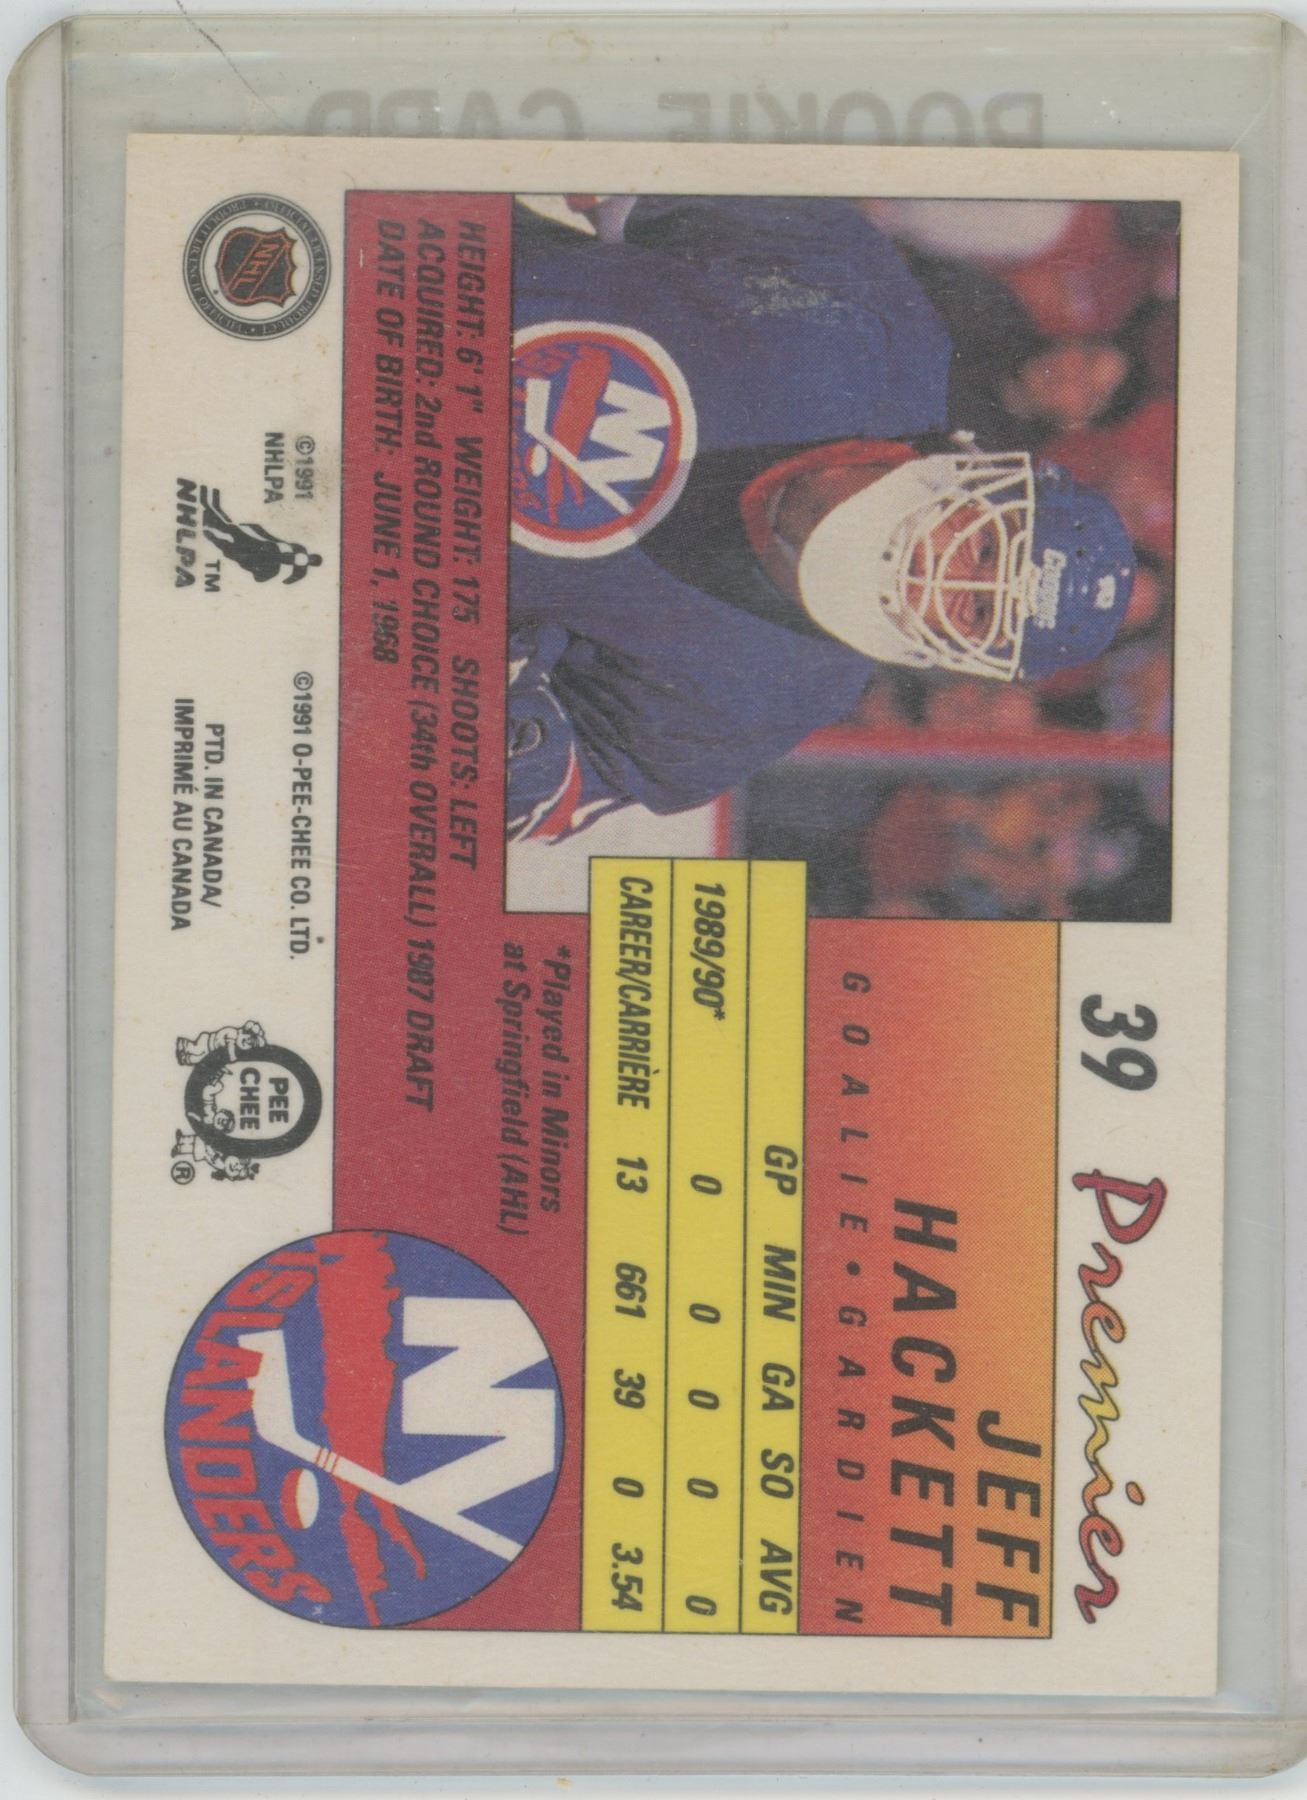 ROOKIE CARD
39 Premier
JEFF
HACKETT
GOALIE • GARDIEN
GP MIN GA SO AVG
1989/90* 0 0 0 0 0
CAREER/CARRIÈRE 13 661 39 0 3.54
*Played in Minors
at Springfield (AHL)
HEIGHT: 6' 1" WEIGHT: 175 SHOOTS: LEFT
ACQUIRED: 2nd ROUND CHOICE (34th OVERALL) 1987 DRAFT
DATE OF BIRTH: JUNE 1, 1968
NY
ISLANDERS
NHL
©1991
NHLPA
NHLPA™
©1991 O-PEE-CHEE CO. LTD.
PTD. IN CANADA/
IMPRIMÉ AU CANADA
O
PEE
CHEE
®